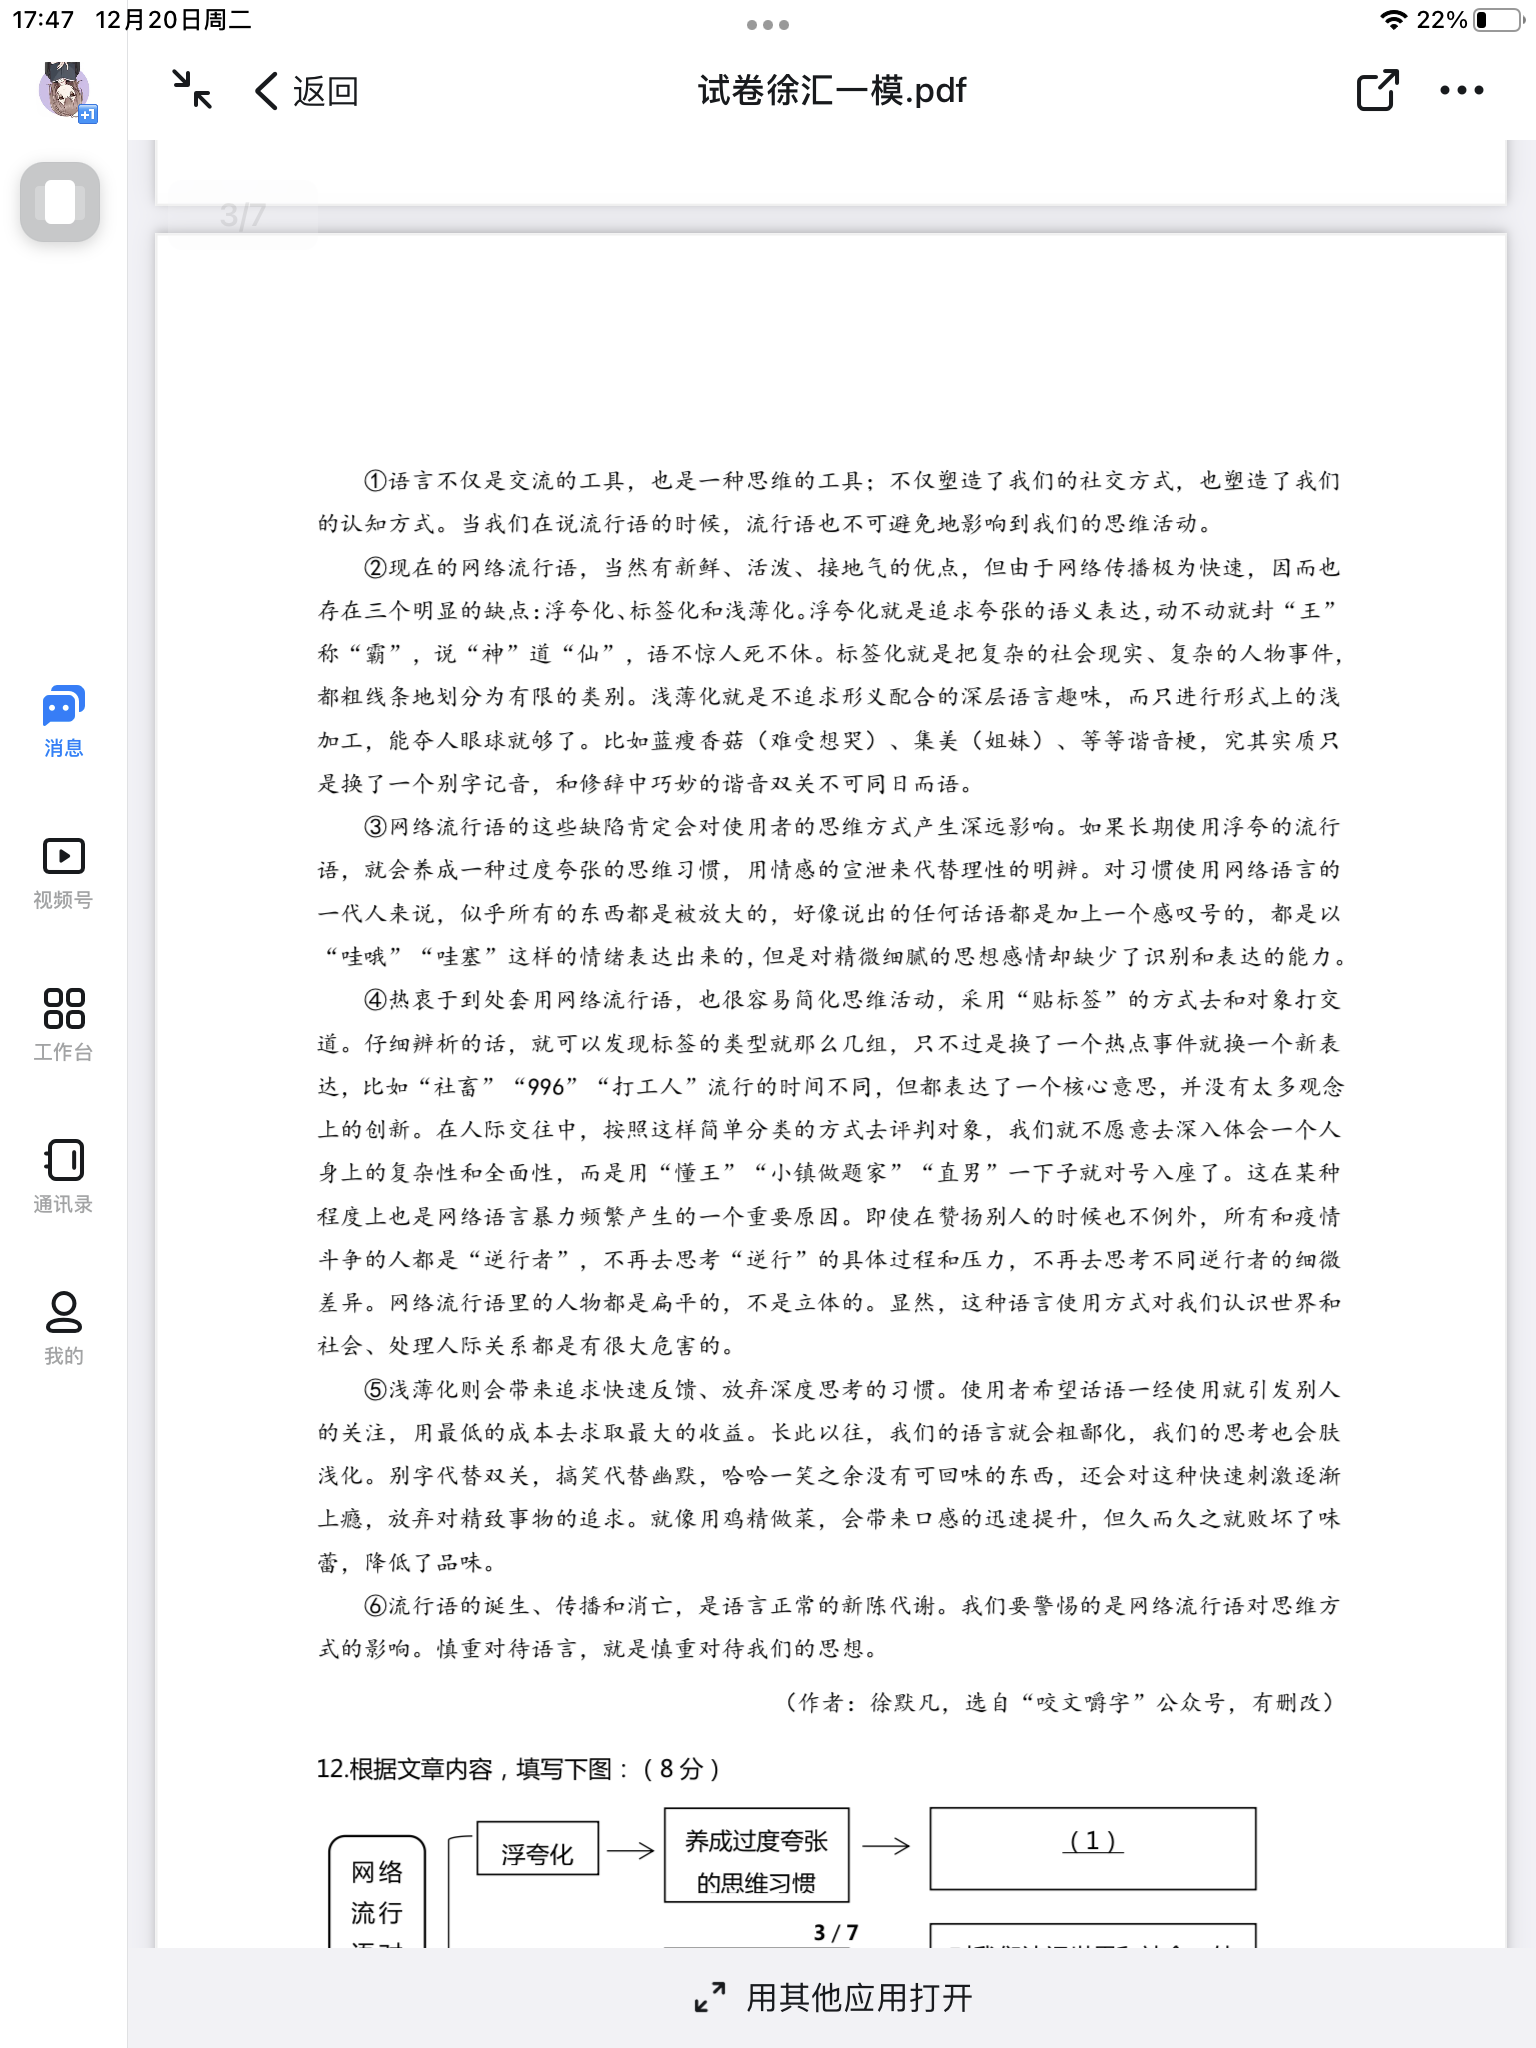 17:47 12月20日周二
22%
+1
返回
试卷徐汇一模.pdf
3/7
①语言不仅是交流的工具，也是一种思维的工具；不仅塑造了我们的社交方式，也塑造了我们
的认知方式。当我们在说流行语的时候，流行语也不可避免地影响到我们的思维活动。
②现在的网络流行语，当然有新鲜、活泼、接地气的优点，但由于网络传播极为快速，因而也
存在三个明显的缺点：浮夸化、标签化和浅薄化。浮夸化就是追求夸张的语义表达，动不动就封“王”
称“霸”，说“神”道“仙”，语不惊人死不休。标签化就是把复杂的社会现实、复杂的人物事件，
都粗线条地划分为有限的类别。浅薄化就是不追求形义配合的深层语言趣味，而只进行形式上的浅
加工，能夺人眼球就够了。比如蓝瘦香菇（难受想哭）、集美（姐妹）、等等谐音梗，究其实质只
是换了一个别字记音，和修辞中巧妙的谐音双关不可同日而语。
③网络流行语的这些缺陷肯定会对使用者的思维方式产生深远影响。如果长期使用浮夸的流行
语，就会养成一种过度夸张的思维习惯，用情感的宣泄来代替理性的明辨。对习惯使用网络语言的
一代人来说，似乎所有的东西都是被放大的，好像说出的任何话语都是加上一个感叹号的，都是以
“哇哦”“哇塞”这样的情绪表达出来的，但是对精微细腻的思想感情却缺少了识别和表达的能力。
④热衷于到处套用网络流行语，也很容易简化思维活动，采用“贴标签”的方式去和对象打交
道。仔细辨析的话，就可以发现标签的类型就那么几组，只不过是换了一个热点事件就换一个新表
达，比如“社畜”“996”“打工人”流行的时间不同，但都表达了一个核心意思，并没有太多观念
上的创新。在人际交往中，按照这样简单分类的方式去评判对象，我们就不愿意去深入体会一个人
身上的复杂性和全面性，而是用“懂王”“小镇做题家”“直男”一下子就对号入座了。这在某种
程度上也是网络语言暴力频繁产生的一个重要原因。即使在赞扬别人的时候也不例外，所有和疫情
斗争的人都是“逆行者”，不再去思考“逆行”的具体过程和压力，不再去思考不同逆行者的细微
差异。网络流行语里的人物都是扁平的，不是立体的。显然，这种语言使用方式对我们认识世界和
社会、处理人际关系都是有很大危害的。
⑤浅薄化则会带来追求快速反馈、放弃深度思考的习惯。使用者希望话语一经使用就引发别人
的关注，用最低的成本去求取最大的收益。长此以往，我们的语言就会粗鄙化，我们的思考也会肤
浅化。别字代替双关，搞笑代替幽默，哈哈一笑之余没有可回味的东西，还会对这种快速刺激逐渐
上瘾，放弃对精致事物的追求。就像用鸡精做菜，会带来口感的迅速提升，但久而久之就败坏了味
蕾，降低了品味。
⑥流行语的诞生、传播和消亡，是语言正常的新陈代谢。我们要警惕的是网络流行语对思维方
式的影响。慎重对待语言，就是慎重对待我们的思想。
（作者：徐默凡，选自“咬文嚼字”公众号，有删改）
12.根据文章内容，填写下图：（8 分）
网络
流行
浮夸化
养成过度夸张
的思维习惯
（1）
3 / 7
消息
视频号
工作台
通讯录
我的
用其他应用打开